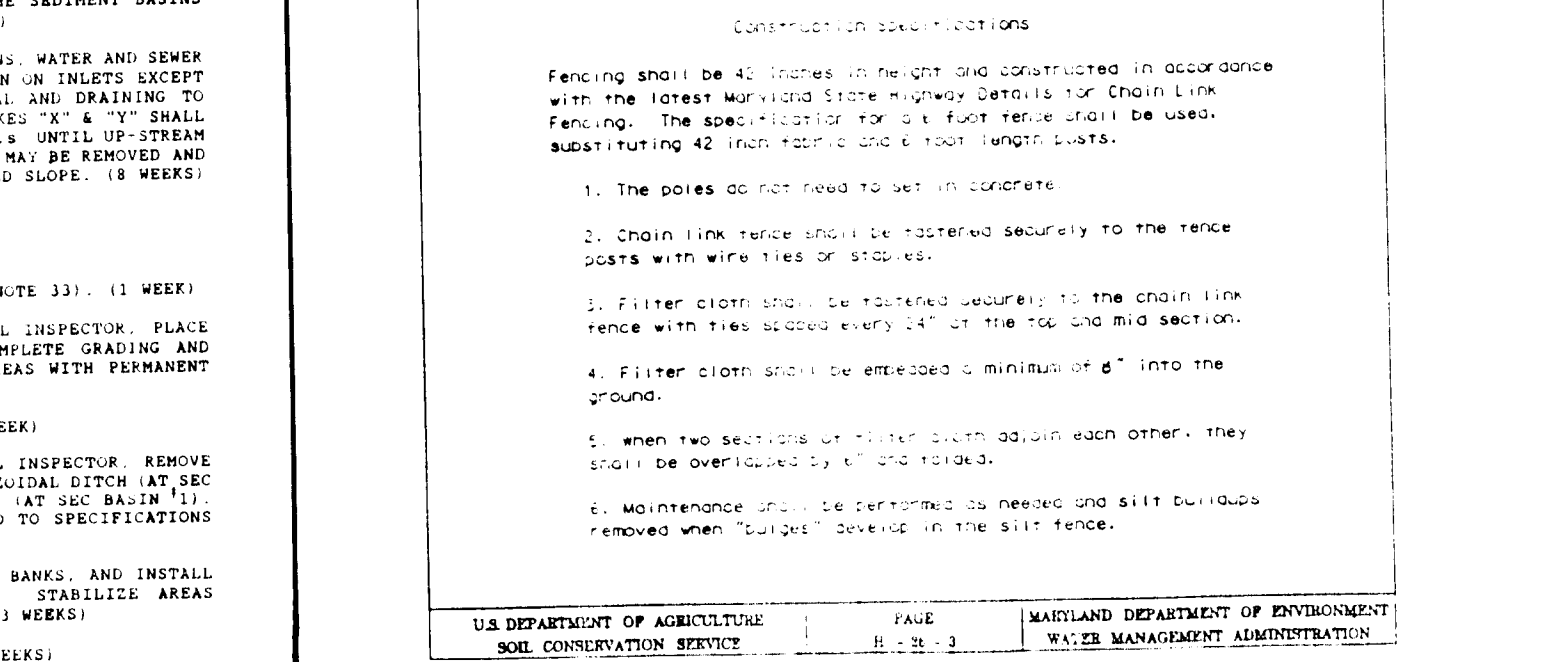 SEDIMENT BASINS
)
NS, WATER AND SEWER
N ON INLETS EXCEPT
AL AND DRAINING TO
KES "X" & "Y" SHALL
UNTIL UP-STREAM
MAY BE REMOVED AND
D SLOPE. (8 WEEKS)
NOTE 33). (1 WEEK)
L INSPECTOR, PLACE
MPLETE GRADING AND
EAS WITH PERMANENT
EEK)
L INSPECTOR, REMOVE
ZOIDAL DITCH (AT SEC
(AT SEC BASIN #1).
D TO SPECIFICATIONS
BANKS, AND INSTALL
STABILIZE AREAS
3 WEEKS)
EEKS)
Construction Specifications
Fencing shall be 42 inches in height and constructed in accordance
with the latest Maryland State Highway Details for Chain Link
Fencing. The specification for a 6 foot fence shall be used,
substituting 42 inch fabric and 6 foot length posts.
1. The poles do not need to set in concrete.
2. Chain link fence shall be fastened securely to the fence
posts with wire ties or staples.
3. Filter cloth shall be fastened securely to the chain link
fence with ties spaced every 24" at the top and mid section.
4. Filter cloth shall be embedded a minimum of 8" into the
ground.
5. When two sections of filter cloth adjoin each other, they
shall be overlapped by 6" and folded.
6. Maintenance shall be performed as needed and silt buildups
removed when "bulges" develop in the silt fence.
U.S. DEPARTMENT OF AGRICULTURE
SOIL CONSERVATION SERVICE
PAGE
H - 26 - 3
MARYLAND DEPARTMENT OF ENVIRONMENT
WATER MANAGEMENT ADMINISTRATION